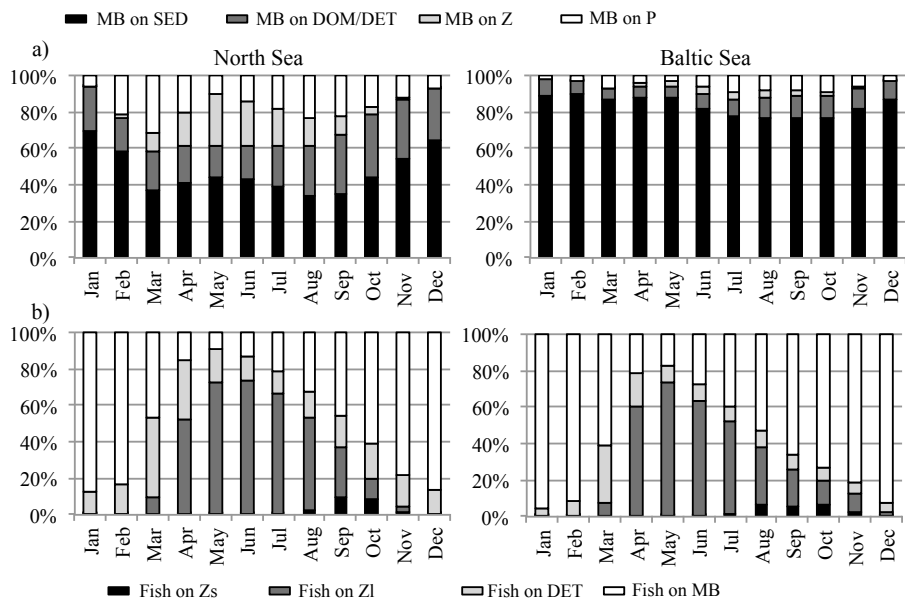 MB on SED MB on DOM/DET MB on Z MB on P
a)
North Sea Baltic Sea
100% 100%
80% 80%
60% 60%
40% 40%
20% 20%
0% 0%
Jan Feb Mar Apr May Jun Jul Aug Sep Oct Nov Dec Jan Feb Mar Apr May Jun Jul Aug Sep Oct Nov Dec
b)
100% 100%
80% 80%
60% 60%
40% 40%
20% 20%
0% 0%
Jan Feb Mar Apr May Jun Jul Aug Sep Oct Nov Dec Jan Feb Mar Apr May Jun Jul Aug Sep Oct Nov Dec
Fish on Zs Fish on Zl Fish on DET Fish on MB